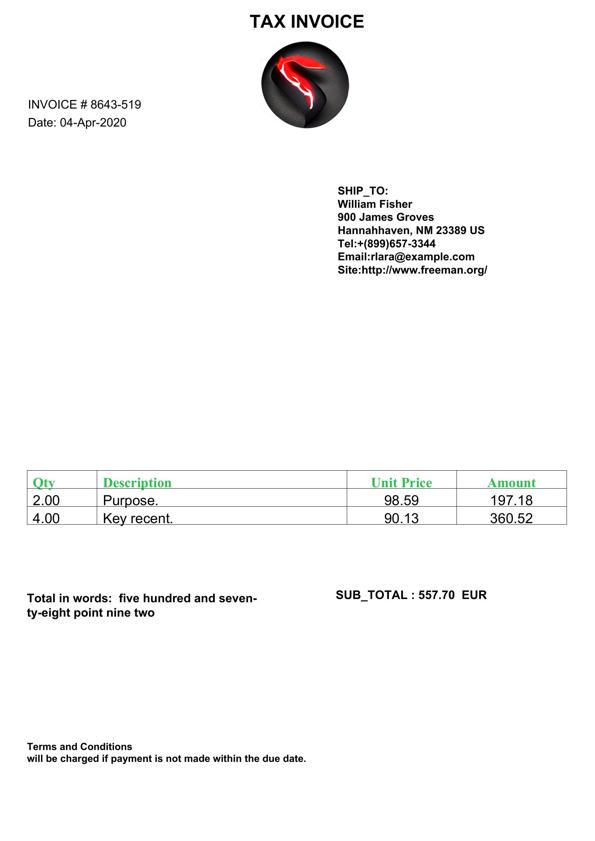 TAX INVOICE
INVOICE # 8643-519
Date: 04-Apr-2020
SHIP_TO:
William Fisher
900 James Groves
Hannahhaven, NM 23389 US
Tel:+(899)657-3344
Email:rlara@example.com
Site:http://www.freeman.org/
Qty Description Unit Price Amount
2.00 Purpose. 98.59 197.18
4.00 Key recent. 90.13 360.52
Total in words: five hundred and seven-
ty-eight point nine two
SUB_TOTAL : 557.70 EUR
Terms and Conditions
will be charged if payment is not made within the due date.